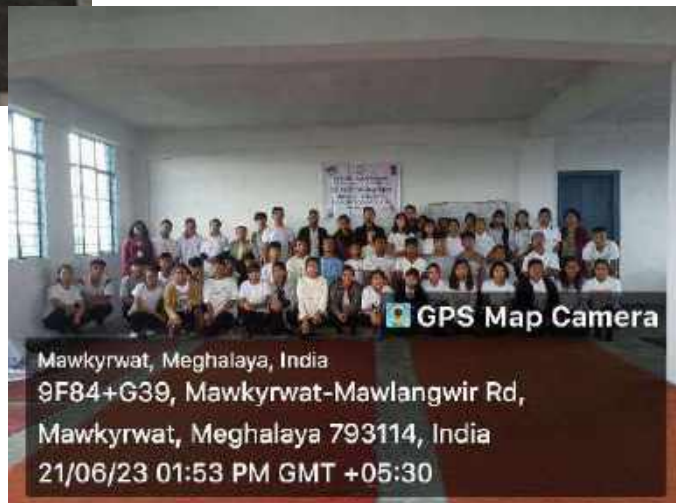 GPS Map Camera
Mawkyrwat, Meghalaya, India
9F84+G39, Mawkyrwat-Mawlangwir Rd,
Mawkyrwat, Meghalaya 793114, India
21/06/23 01:53 PM GMT +05:30